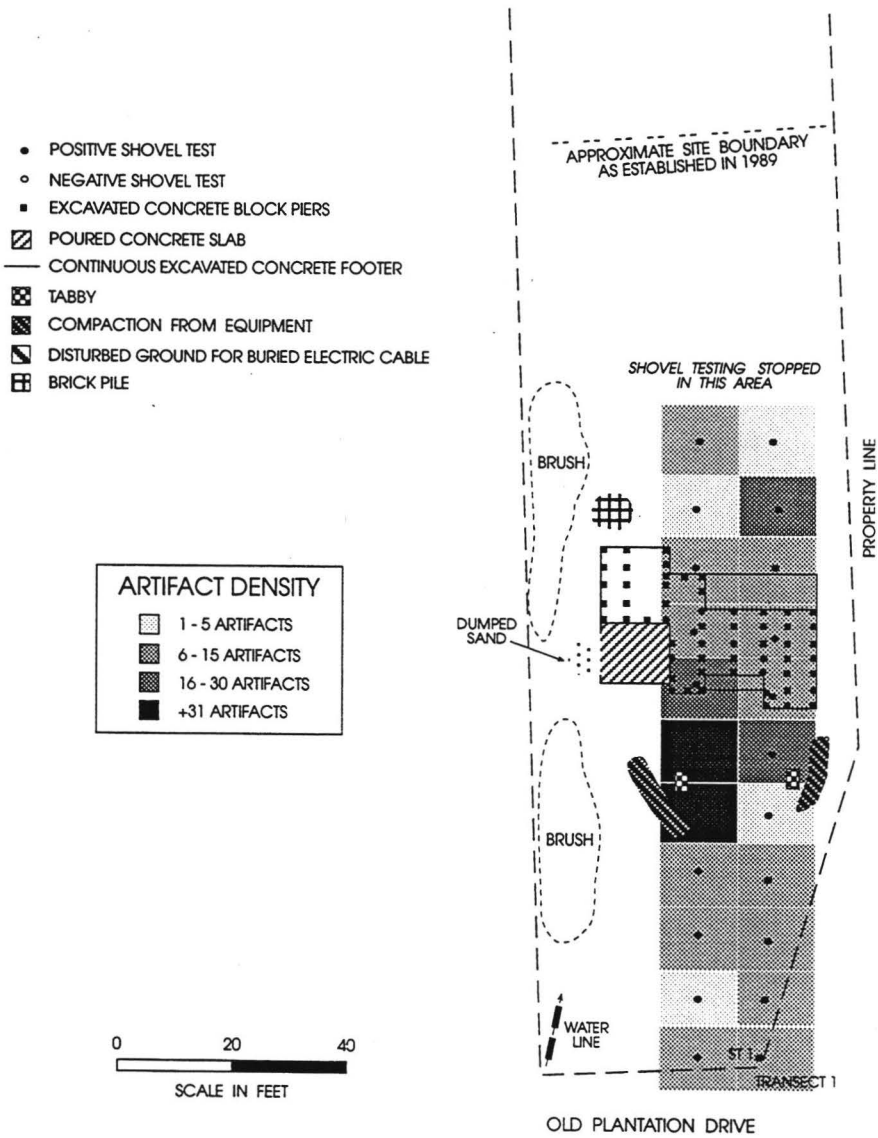 APPROXIMATE SITE BOUNDARY
AS ESTABLISHED IN 1989
POSITIVE SHOVEL TEST
NEGATIVE SHOVEL TEST
EXCAVATED CONCRETE BLOCK PIERS
POURED CONCRETE SLAB
CONTINUOUS EXCAVATED CONCRETE FOOTER
TABBY
COMPACTION FROM EQUIPMENT
DISTURBED GROUND FOR BURIED ELECTRIC CABLE
BRICK PILE
SHOVEL TESTING STOPPED
IN THIS AREA
BRUSH
PROPERTY LINE
ARTIFACT DENSITY
1 - 5 ARTIFACTS
6 - 15 ARTIFACTS
16 - 30 ARTIFACTS
+31 ARTIFACTS
DUMPED
SAND
BRUSH
WATER
LINE
ST 1
TRANSECT 1
0 20 40
SCALE IN FEET
OLD PLANTATION DRIVE